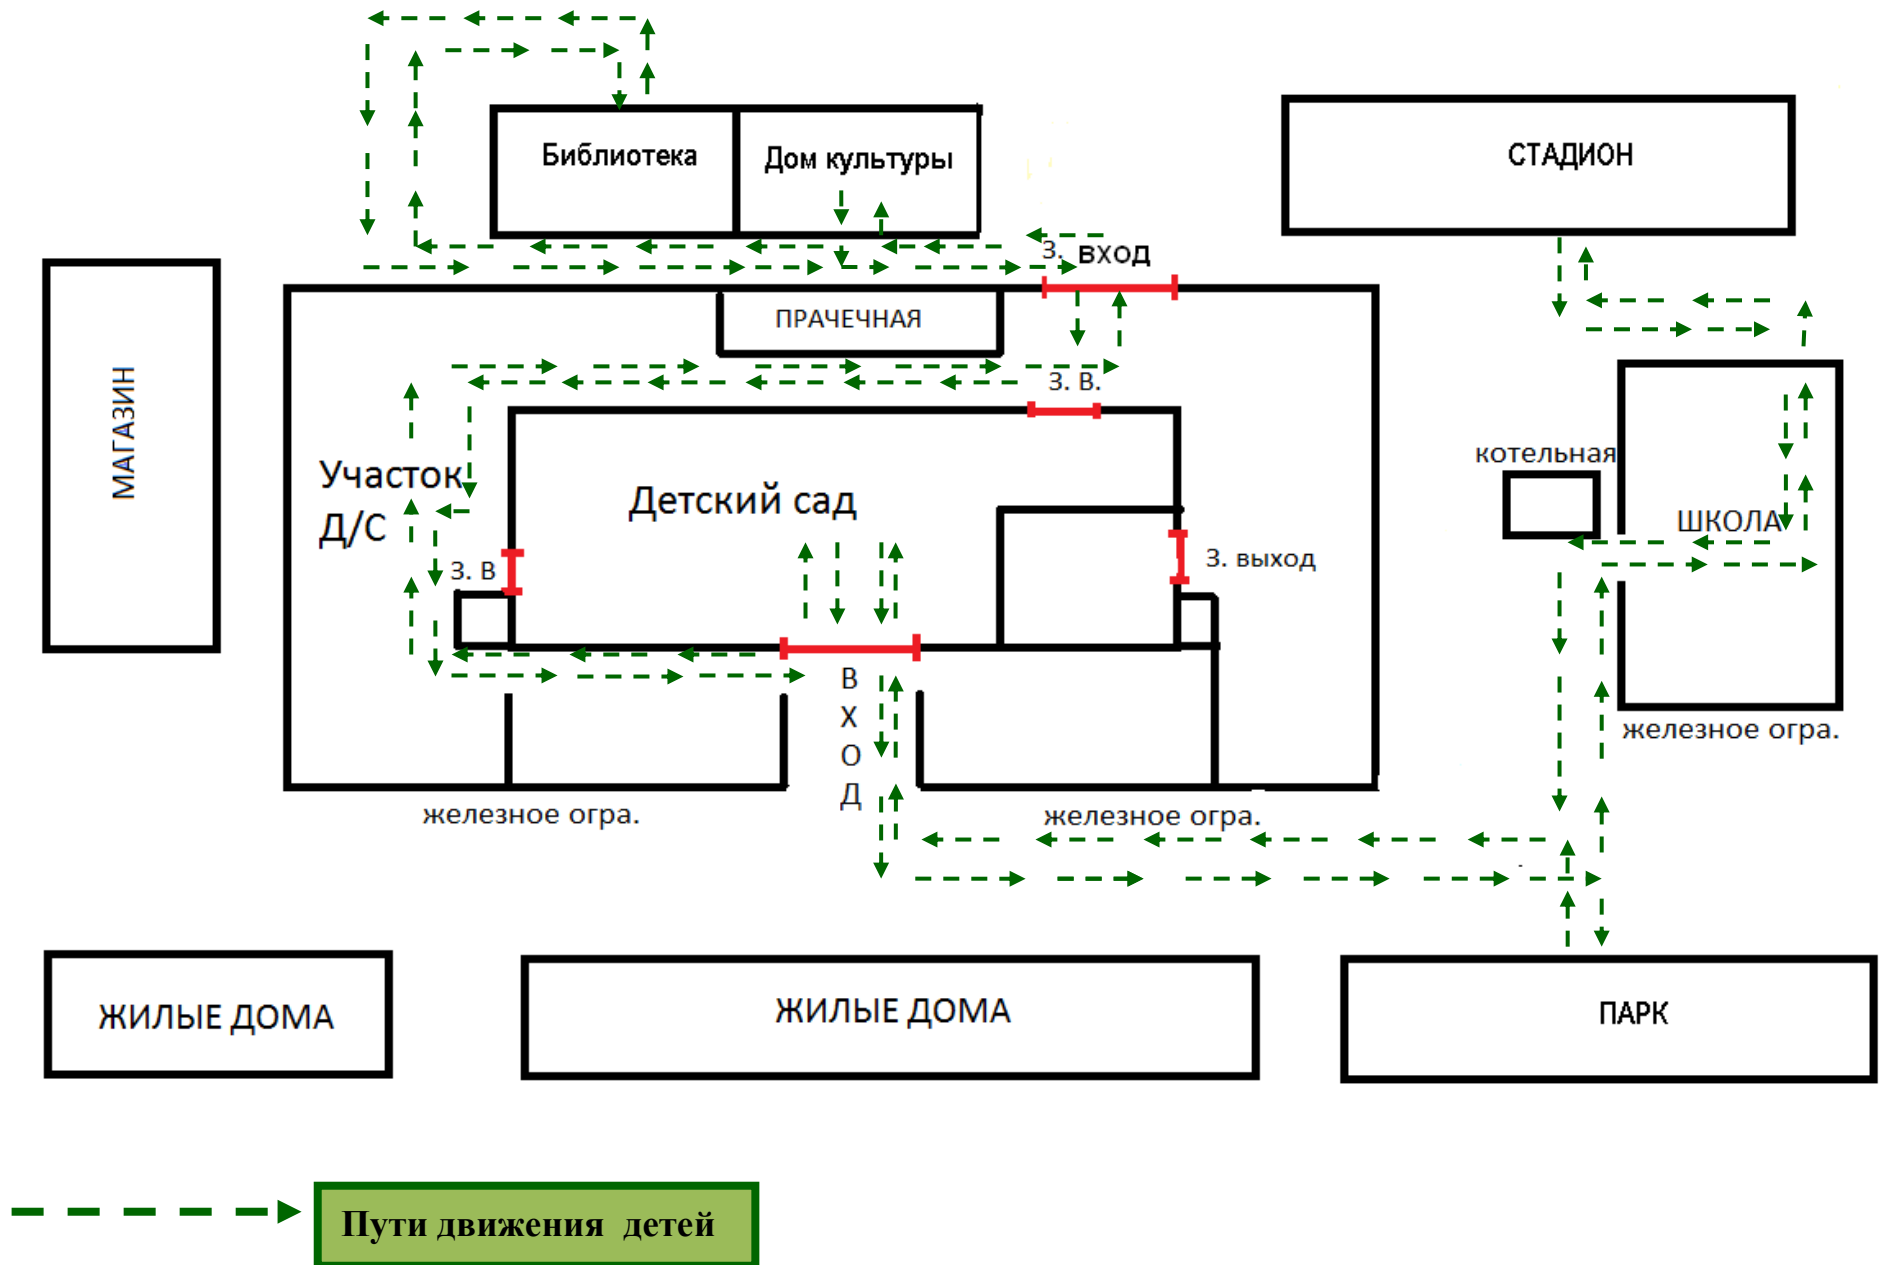 Библиотека
Дом культуры
СТАДИОН
З. ВХОД
ПРАЧЕЧНАЯ
МАГАЗИН
З. В.
Участок
Д/С
Детский сад
котельная
ШКОЛА
З. В
З. выход
В
Х
О
Д
железное огра.
железное огра.
железное огра.
ЖИЛЫЕ ДОМА
ЖИЛЫЕ ДОМА
ПАРК
Пути движения детей